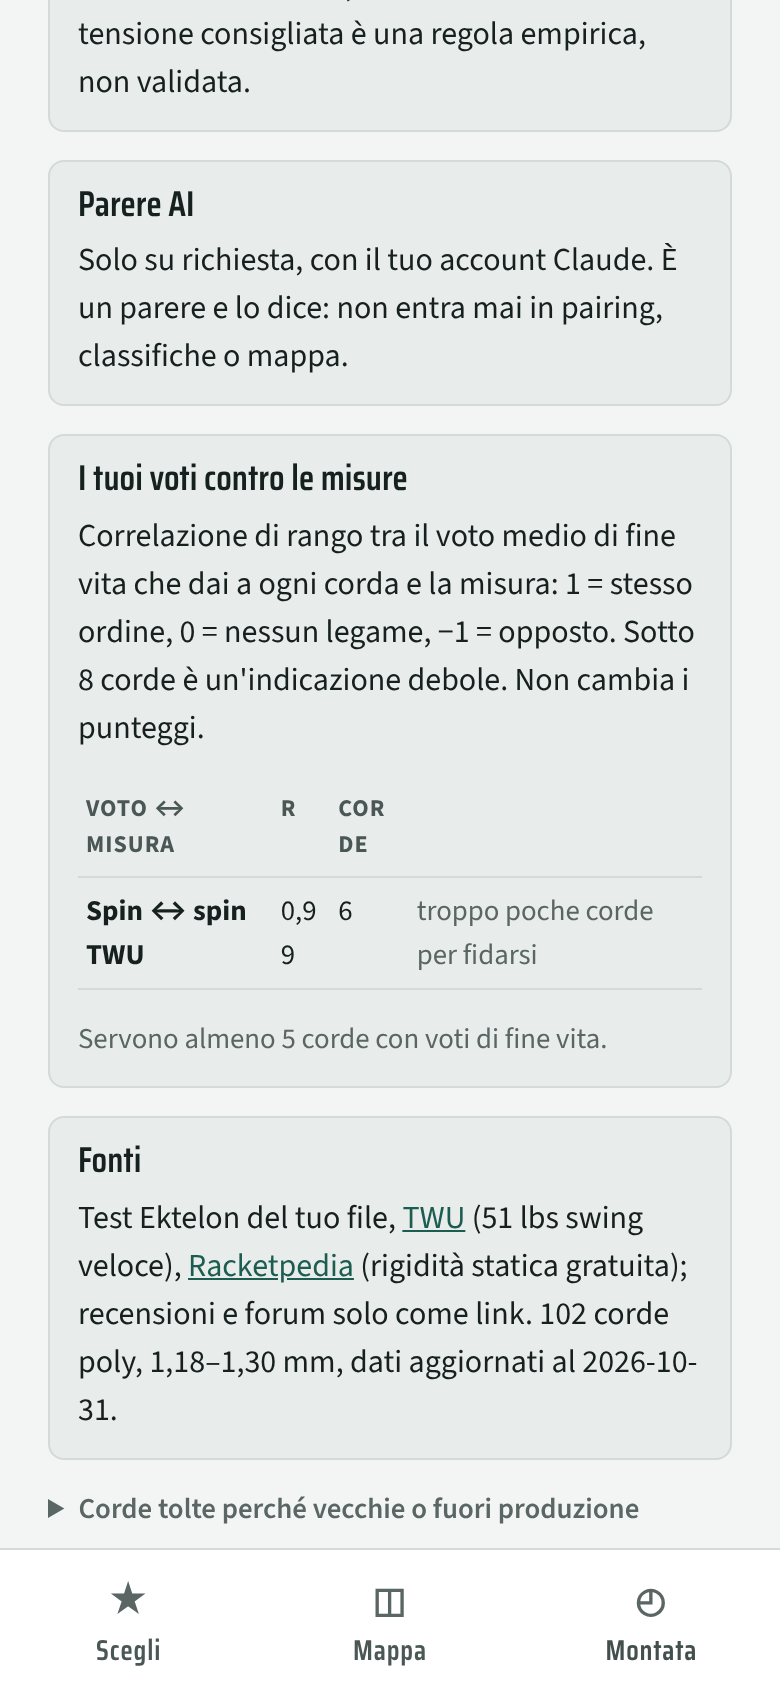 tensione consigliata è una regola empirica,
non validata.
Parere AI
Solo su richiesta, con il tuo account Claude. È
un parere e lo dice: non entra mai in pairing,
classifiche o mappa.
I tuoi voti contro le misure
Correlazione di rango tra il voto medio di fine
vita che dai a ogni corda e la misura: 1 = stesso
ordine, 0 = nessun legame, −1 = opposto. Sotto
8 corde è un'indicazione debole. Non cambia i
punteggi.
VOTO ↔ R COR
MISURA DE
Spin ↔ spin 0,9 6 troppo poche corde
TWU 9 per fidarsi
Servono almeno 5 corde con voti di fine vita.
Fonti
Test Ektelon del tuo file, TWU (51 lbs swing
veloce), Racketpedia (rigidità statica gratuita);
recensioni e forum solo come link. 102 corde
poly, 1,18–1,30 mm, dati aggiornati al 2026-10-
31.
Corde tolte perché vecchie o fuori produzione
Scegli Mappa Montata